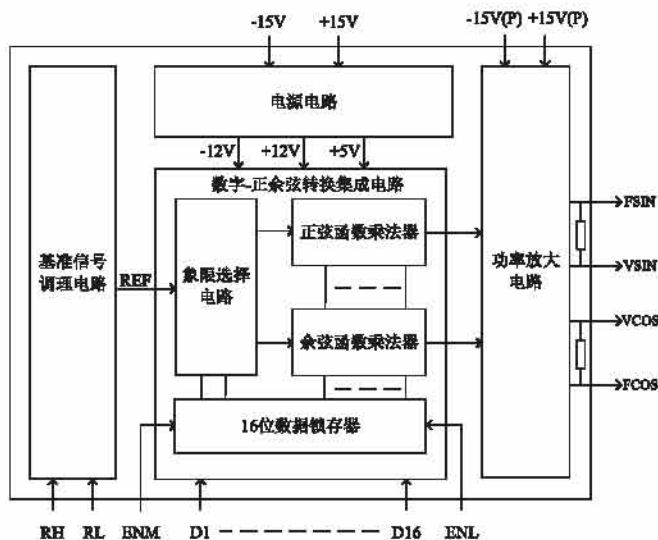 -15V +15V
-15V(P) +15V(P)
电源电路
-12V +12V +5V
数字-正余弦转换集成电路
基准信号
调理电路
REF
象限选择
电路
正弦函数乘法器
余弦函数乘法器
16位数据锁存器
功率放大
电路
FSIN
VSIN
VCOS
FCOS
RH RL ENM D1 D16 ENL